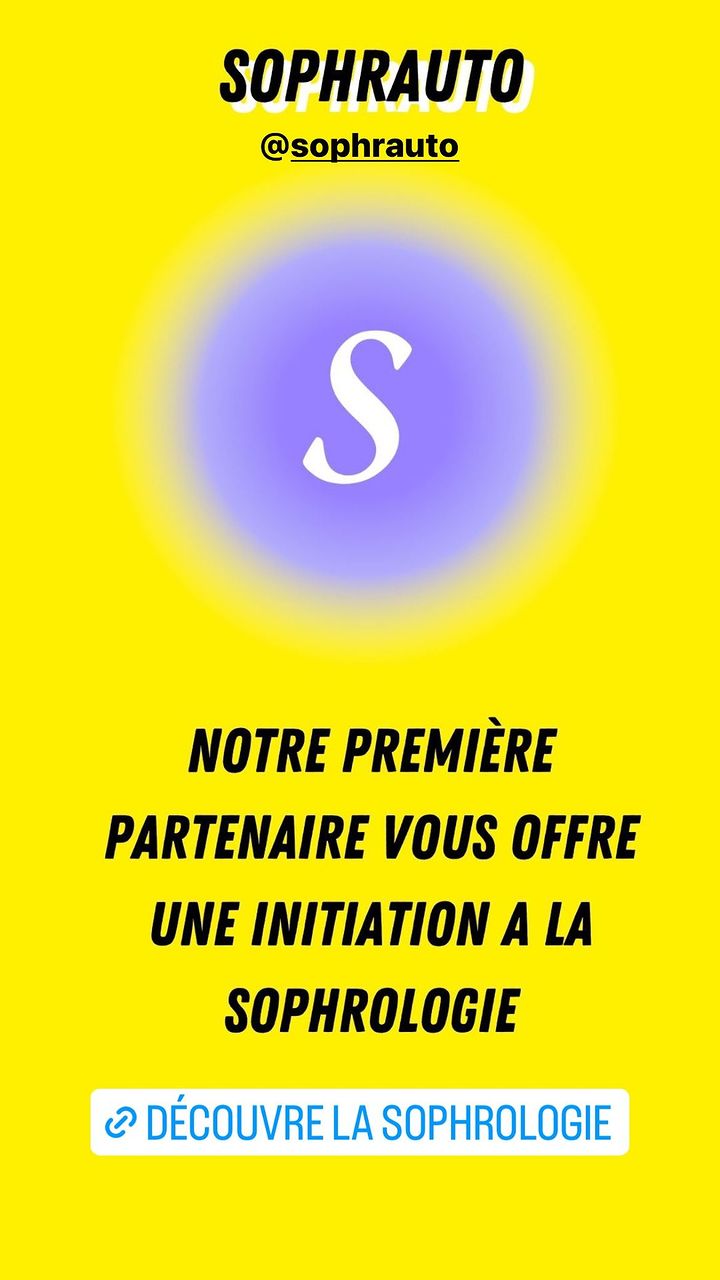 SOPHRAUTO
@sophrauto
S
NOTRE PREMIÈRE
PARTENAIRE VOUS OFFRE
UNE INITIATION A LA
SOPHROLOGIE
DÉCOUVRE LA SOPHROLOGIE